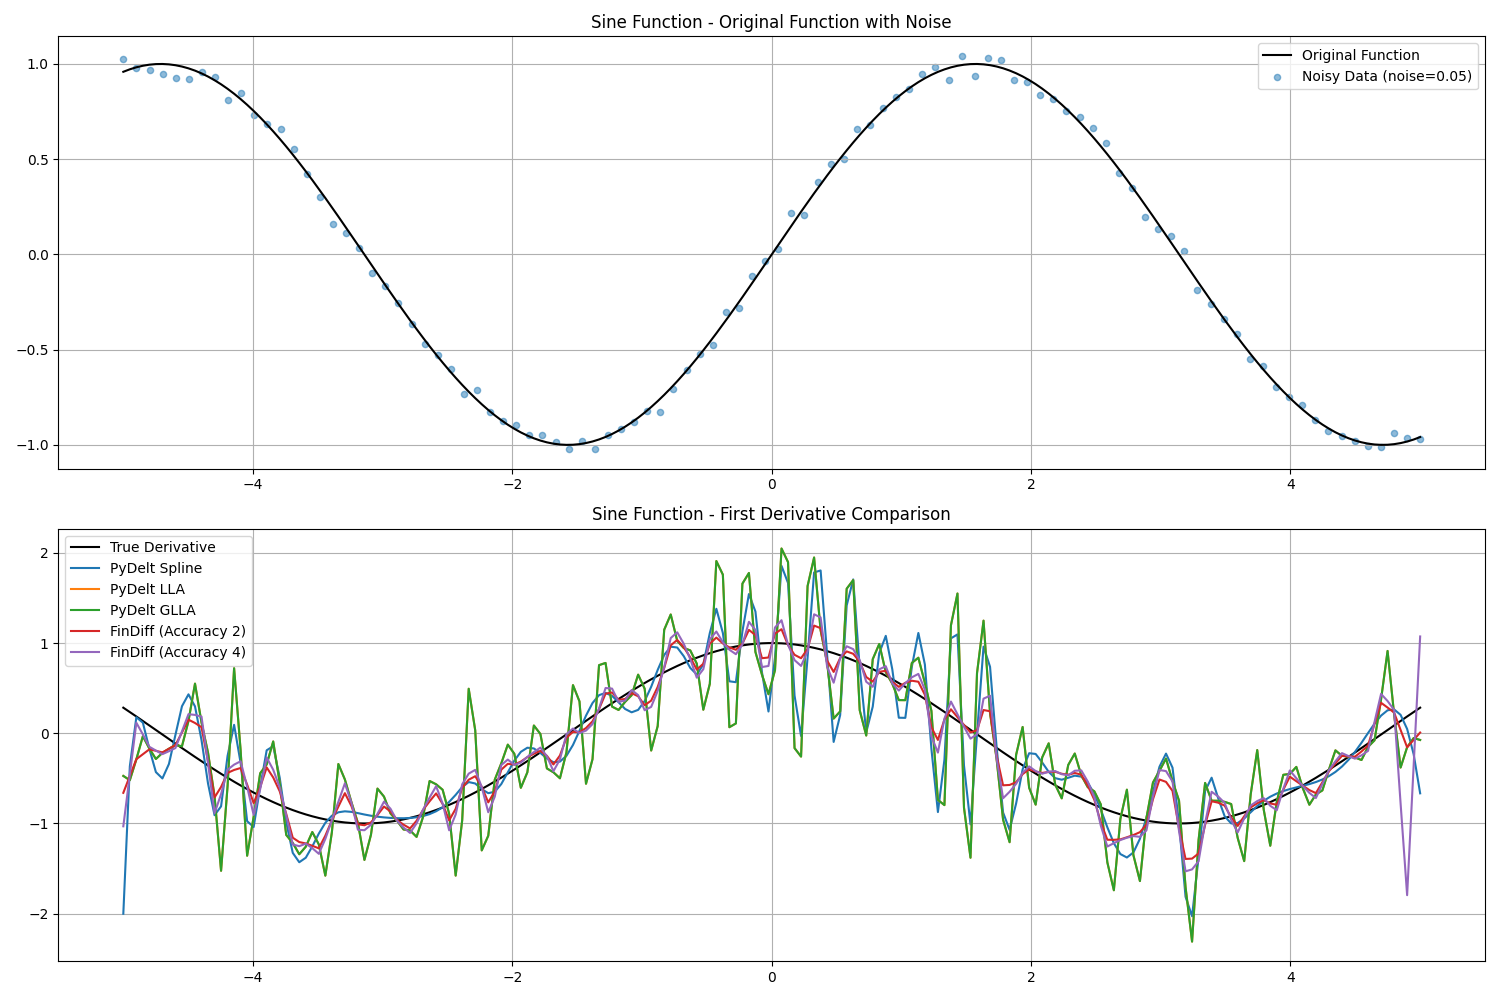 Sine Function - Original Function with Noise
1.0
0.5
0.0
−0.5
−1.0
Original Function
Noisy Data (noise=0.05)
−4 −2 0 2 4
Sine Function - First Derivative Comparison
2
1
0
−1
−2
True Derivative
PyDelt Spline
PyDelt LLA
PyDelt GLLA
FinDiff (Accuracy 2)
FinDiff (Accuracy 4)
−4 −2 0 2 4